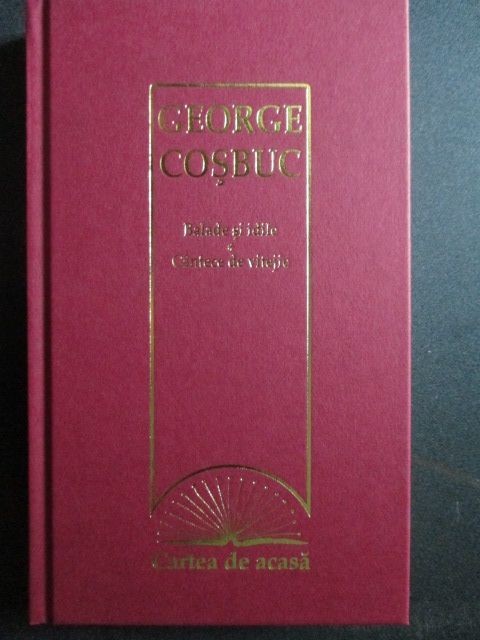 GEORGE
COȘBUC
Balade și idile
•
Cântece de vitejie
Cartea de acasă